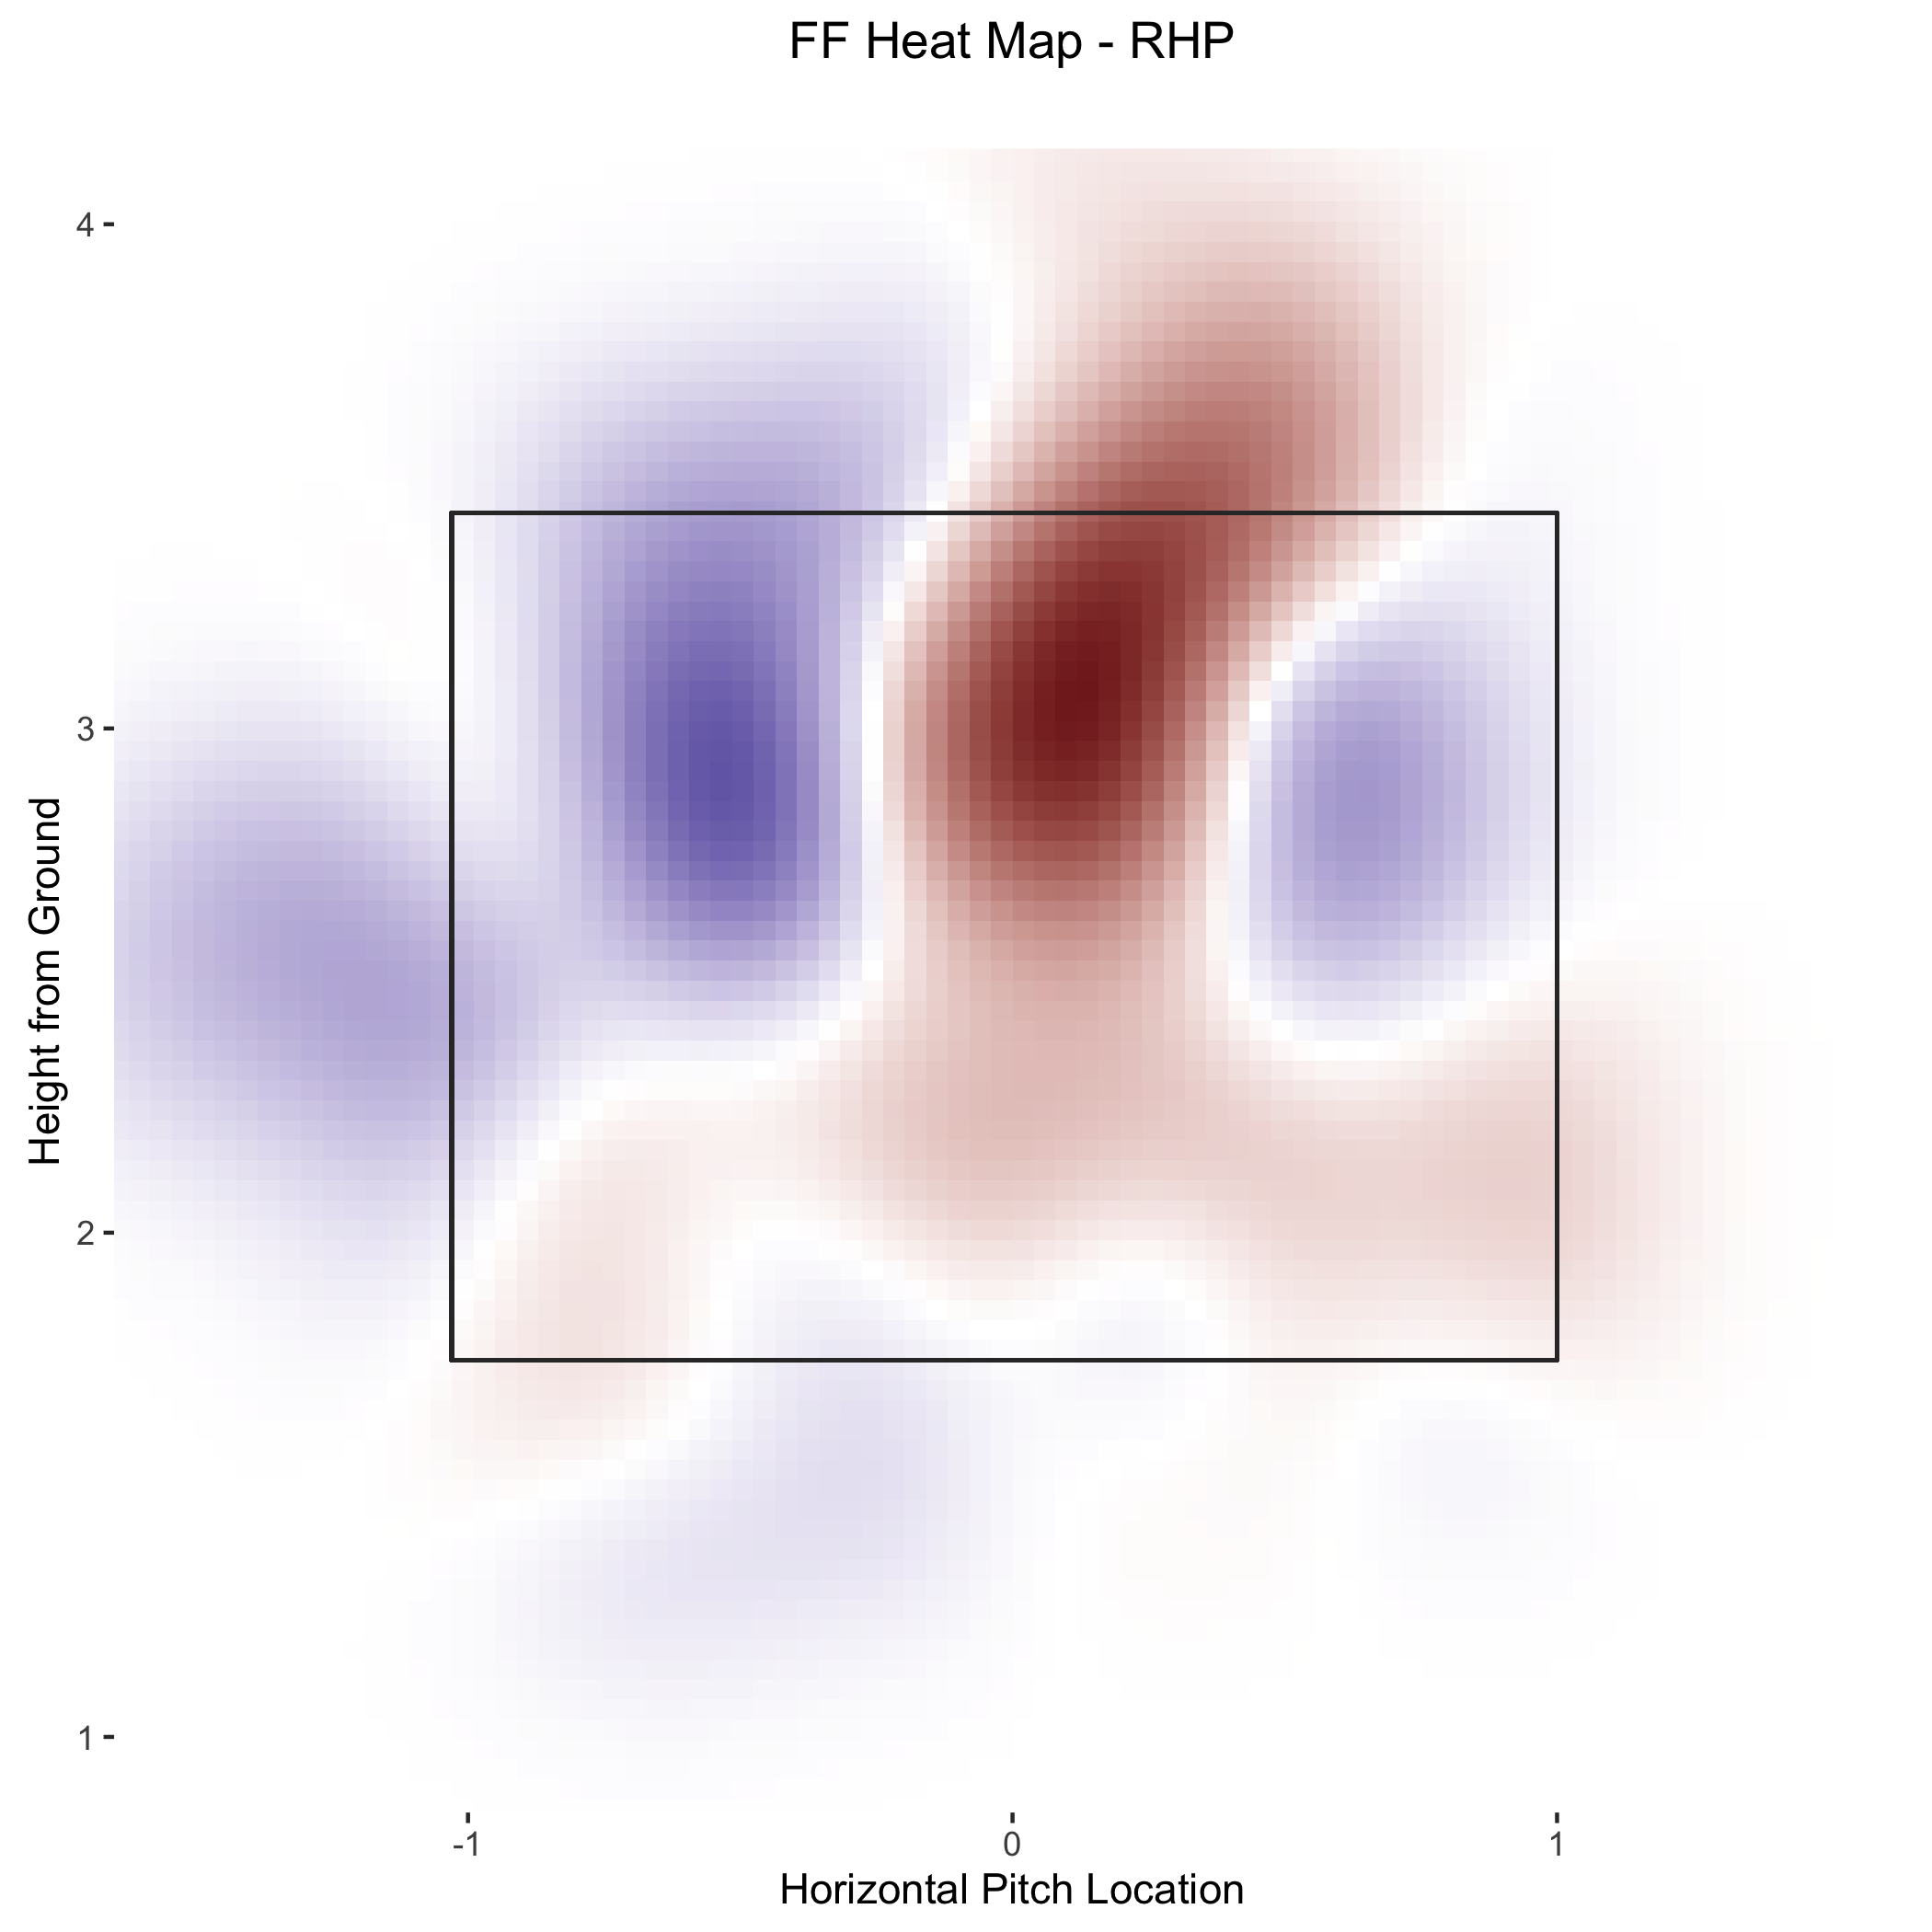 FF Heat Map - RHP
4
3
2
1
Height from Ground
-1 0 1
Horizontal Pitch Location